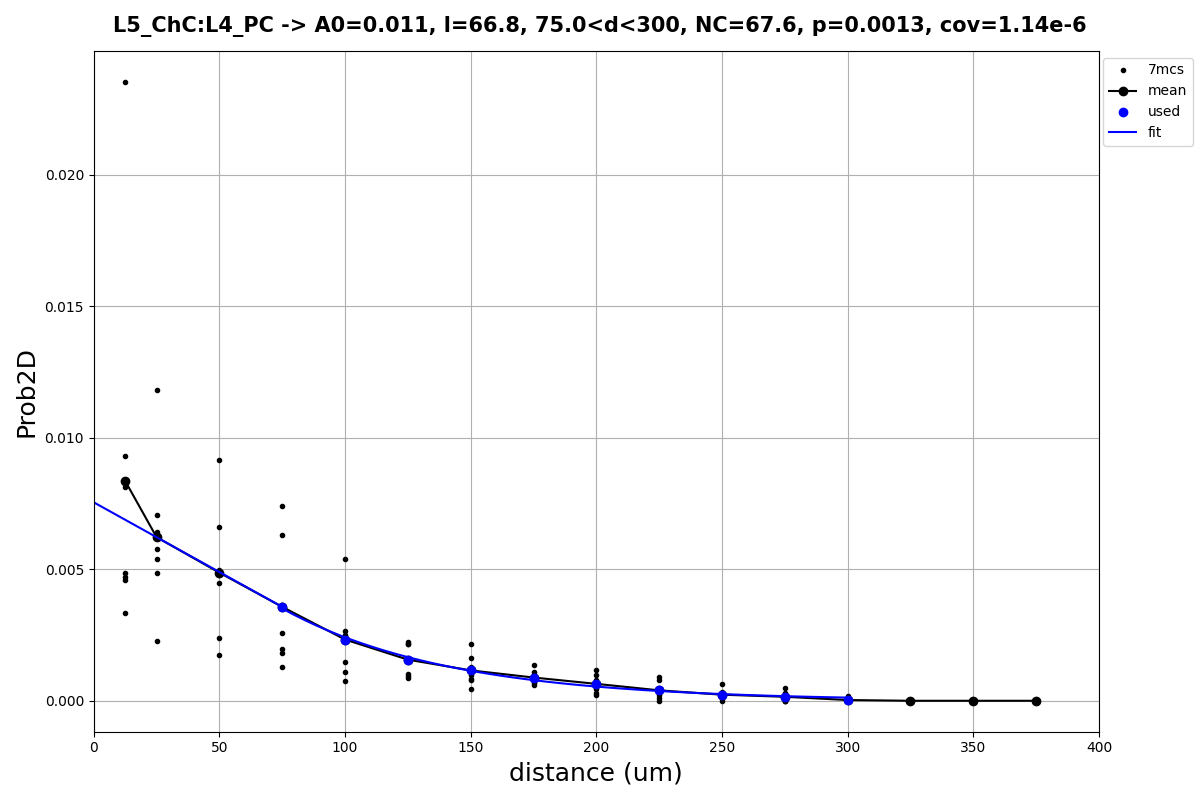 L5_ChC:L4_PC -> A0=0.011, l=66.8, 75.0<d<300, NC=67.6, p=0.0013, cov=1.14e-6
7mcs
mean
used
fit
Prob2D
0.020
0.015
0.010
0.005
0.000
0 50 100 150 200 250 300 350 400
distance (um)